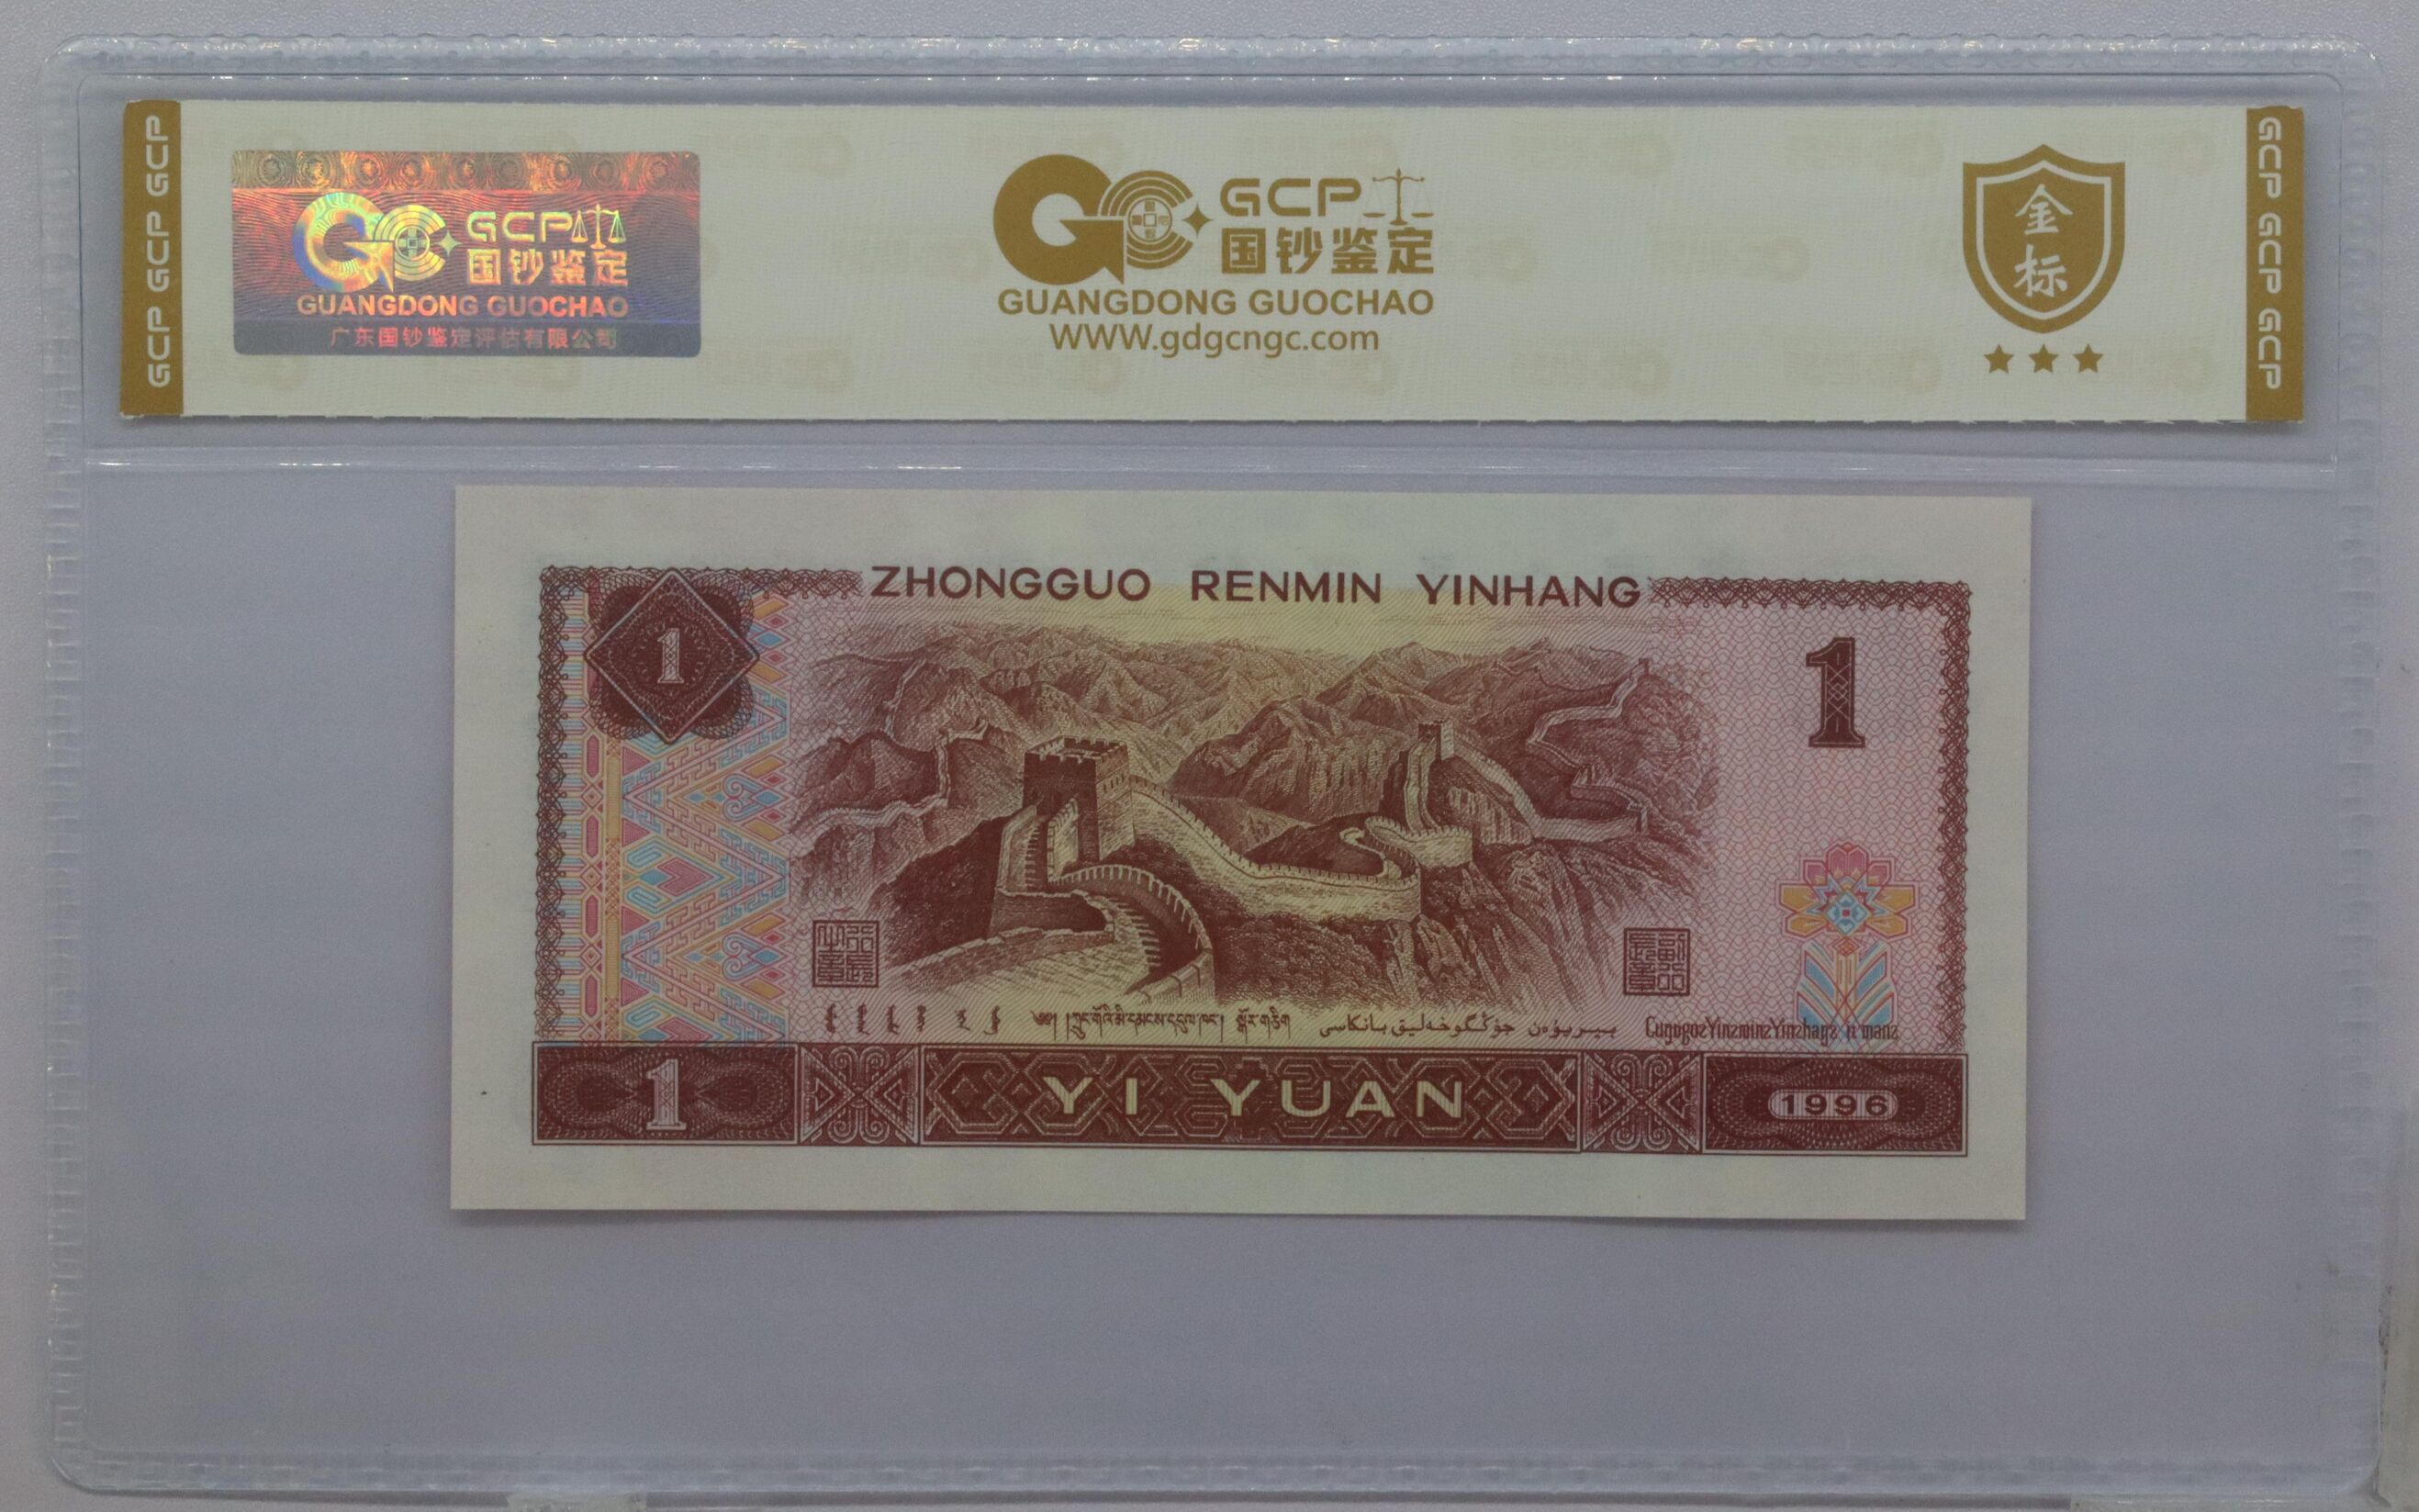 GCP GCP GCP
GCP
国钞鉴定
GUANGDONG GUOCHAO
广东国钞鉴定评估有限公司
GCP
国钞鉴定
GUANGDONG GUOCHAO
WWW.gdgcngc.com
金
标
GCP GCP GCP
ZHONGGUO RENMIN YINHANG
1
1
1
YI YUAN
1996